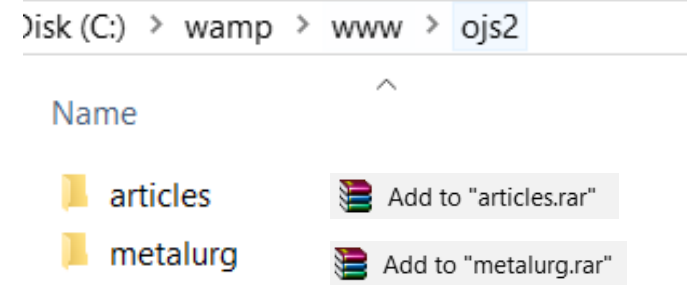 Disk (C:) > wamp > www > ojs2
Name
articles Add to "articles.rar"
metalurg Add to "metalurg.rar"